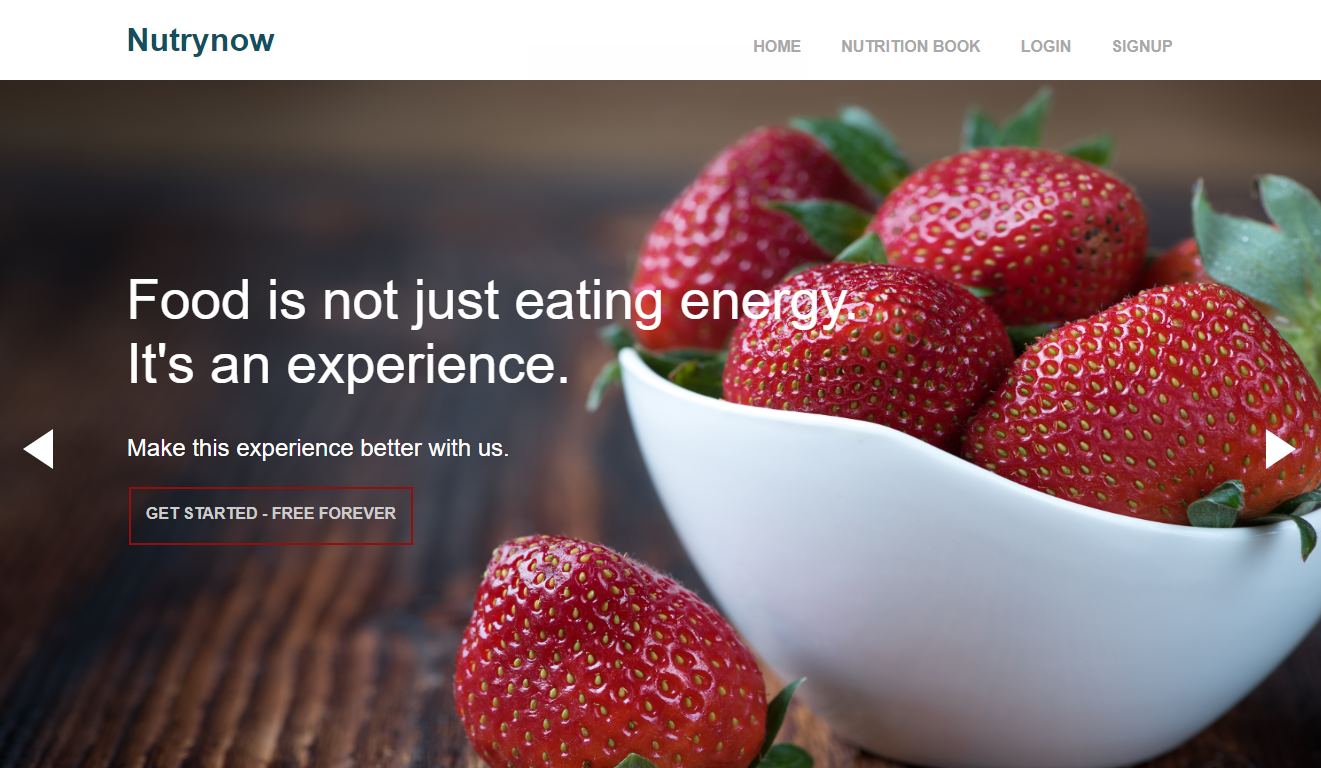 Nutrynow
HOME NUTRITION BOOK LOGIN SIGNUP
Food is not just eating energy.
It's an experience.
Make this experience better with us.
GET STARTED - FREE FOREVER